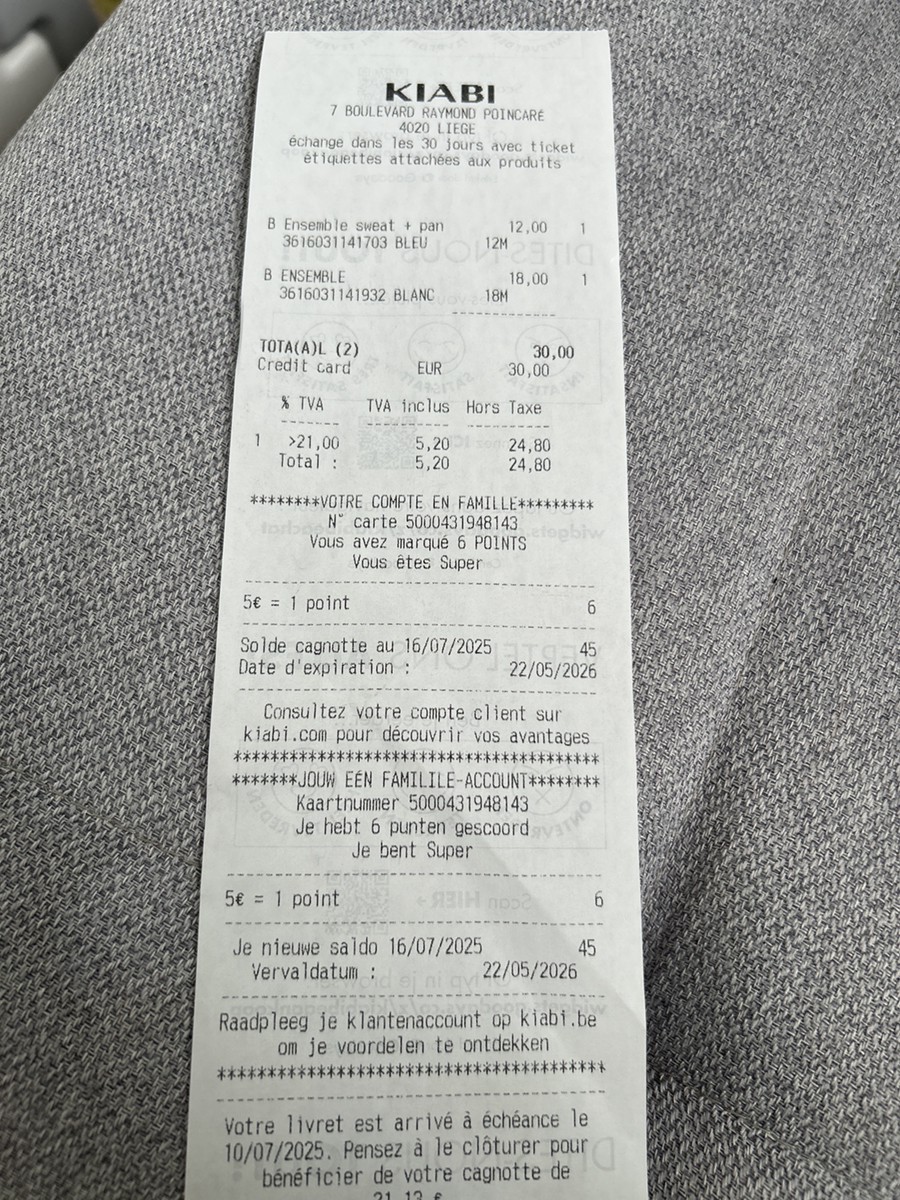 KIABI
7 BOULEVARD RAYMOND POINCARÉ
4020 LIEGE
échange dans les 30 jours avec ticket
étiquettes attachées aux produits
B Ensemble sweat + pan 12,00 1
3616031141703 BLEU 12M
B ENSEMBLE 18,00 1
3616031141932 BLANC 18M
TOTA(A)L (2) 30,00
Credit card EUR 30,00
% TVA TVA inclus Hors Taxe
1 >21,00 5,20 24,80
Total : 5,20 24,80
********VOTRE COMPTE EN FAMILLE*********
N° carte 5000431948143
Vous avez marqué 6 POINTS
Vous êtes Super
5€ = 1 point 6
Solde cagnotte au 16/07/2025 45
Date d'expiration : 22/05/2026
Consultez votre compte client sur
kiabi.com pour découvrir vos avantages
****************************************
*******JOUW EÉN FAMILILE-ACCOUNT********
Kaartnummer 5000431948143
Je hebt 6 punten gescoord
Je bent Super
5€ = 1 point 6
Je nieuwe saldo 16/07/2025 45
Vervaldatum : 22/05/2026
Raadpleeg je klantenaccount op kiabi.be
om je voordelen te ontdekken
****************************************
Votre livret est arrivé à échéance le
10/07/2025. Pensez à le clôturer pour
bénéficier de votre cagnotte de
21,13 €